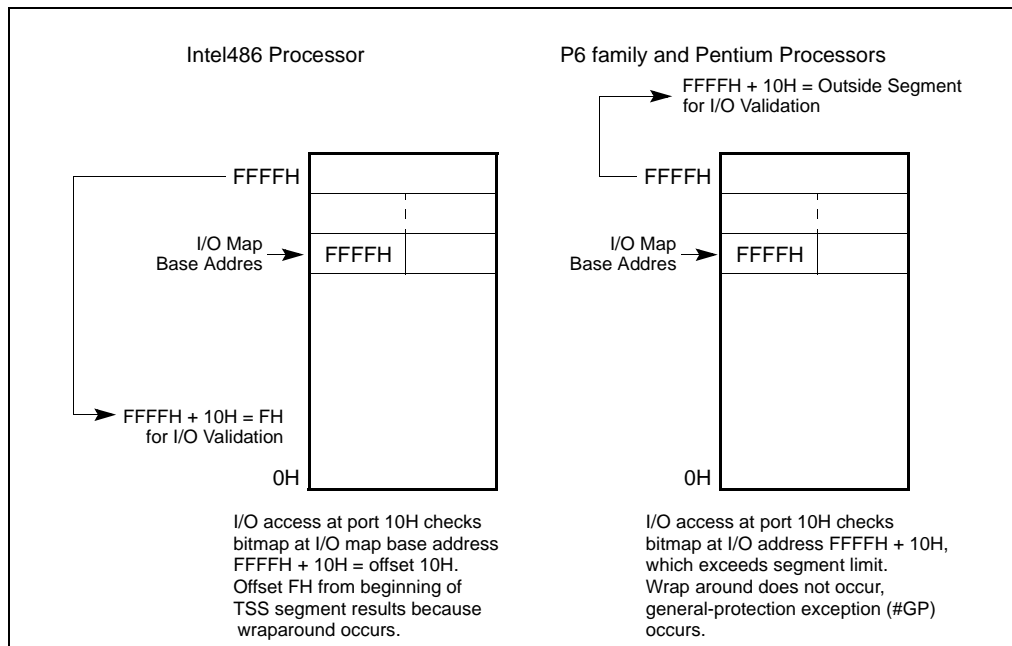 Intel486 Processor
FFFFH
I/O Map
Base Addres
FFFFH
FFFFH + 10H = FH
for I/O Validation
0H
I/O access at port 10H checks
bitmap at I/O map base address
FFFFH + 10H = offset 10H.
Offset FH from beginning of
TSS segment results because
wraparound occurs.
P6 family and Pentium Processors
FFFFH + 10H = Outside Segment
for I/O Validation
FFFFH
I/O Map
Base Addres
FFFFH
0H
I/O access at port 10H checks
bitmap at I/O address FFFFH + 10H,
which exceeds segment limit.
Wrap around does not occur,
general-protection exception (#GP)
occurs.